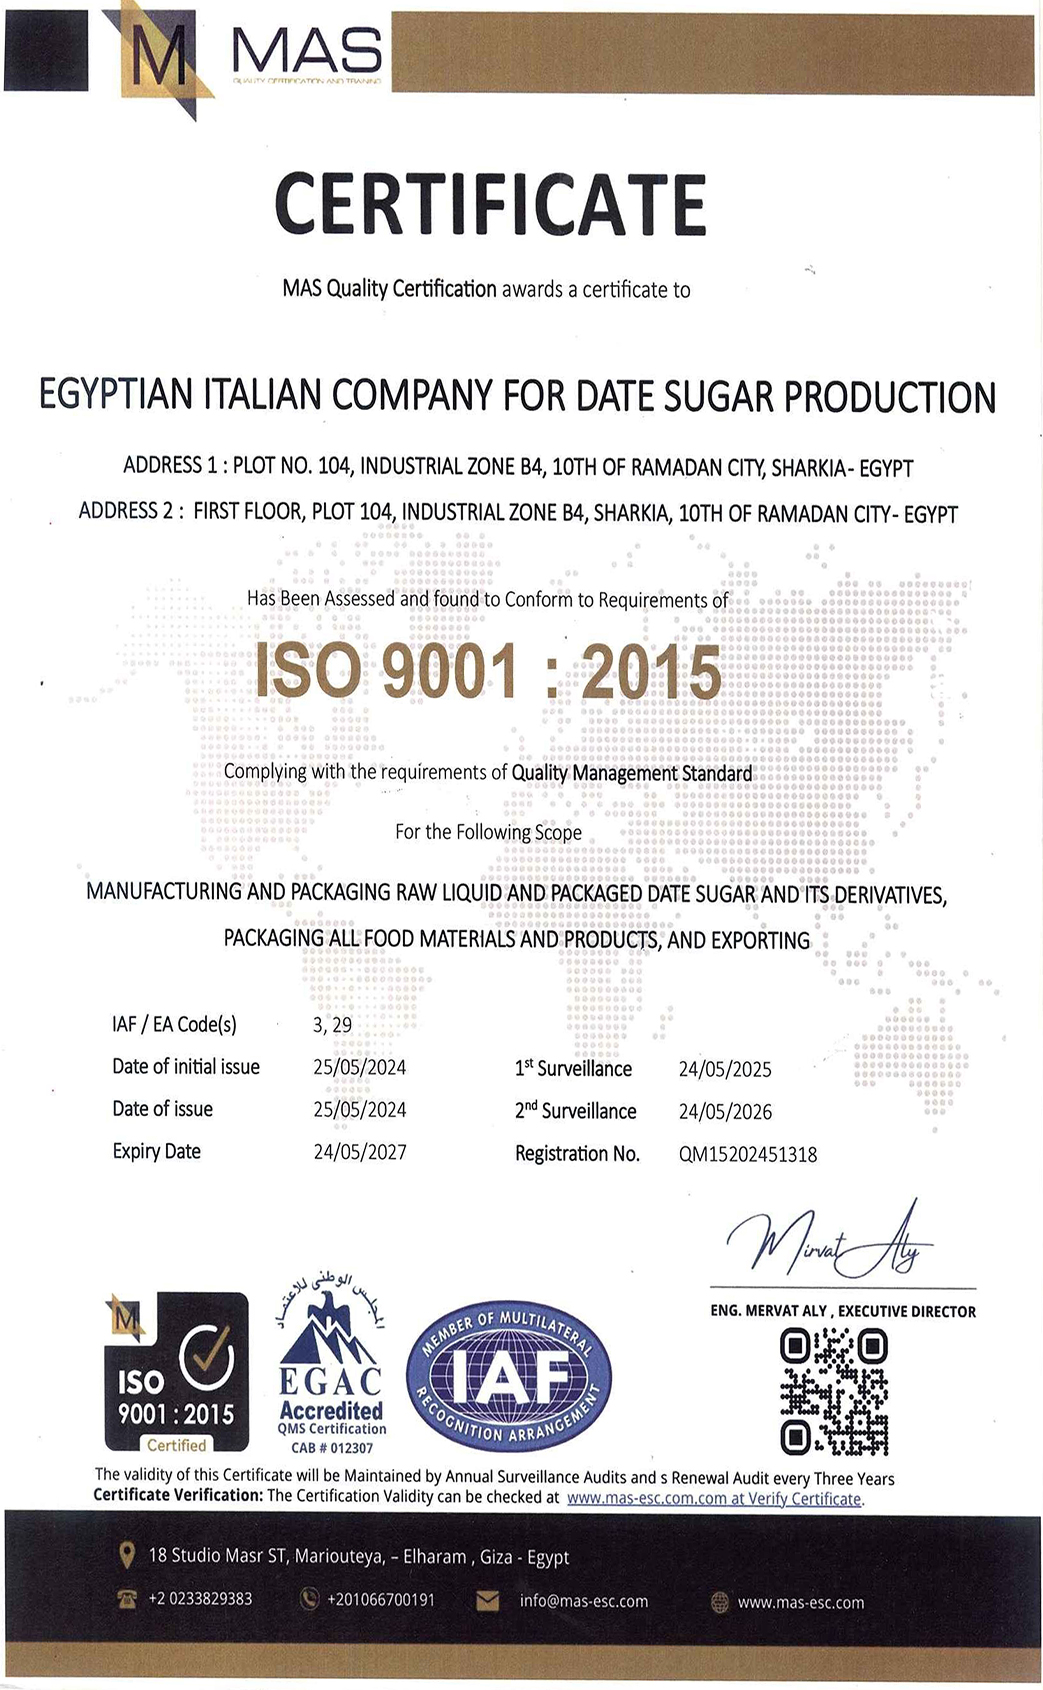 M MAS
QUALITY CERTIFICATION AND TRAINING
CERTIFICATE
MAS Quality Certification awards a certificate to
EGYPTIAN ITALIAN COMPANY FOR DATE SUGAR PRODUCTION
ADDRESS 1 : PLOT NO. 104, INDUSTRIAL ZONE B4, 10TH OF RAMADAN CITY, SHARKIA- EGYPT
ADDRESS 2 : FIRST FLOOR, PLOT 104, INDUSTRIAL ZONE B4, SHARKIA, 10TH OF RAMADAN CITY- EGYPT
Has Been Assessed and found to Conform to Requirements of
ISO 9001 : 2015
Complying with the requirements of Quality Management Standard
For the Following Scope
MANUFACTURING AND PACKAGING RAW LIQUID AND PACKAGED DATE SUGAR AND ITS DERIVATIVES,
PACKAGING ALL FOOD MATERIALS AND PRODUCTS, AND EXPORTING
IAF / EA Code(s) 3, 29
Date of initial issue 25/05/2024 1st Surveillance 24/05/2025
Date of issue 25/05/2024 2nd Surveillance 24/05/2026
Expiry Date 24/05/2027 Registration No. QM15202451318
Mirvat Aly
ENG. MERVAT ALY , EXECUTIVE DIRECTOR
M
ISO
9001 : 2015
Certified
المجلس الوطني للاعتماد
EGAC
Accredited
QMS Certification
CAB # 012307
MEMBER OF MULTILATERAL
IAF
RECOGNITION ARRANGEMENT
The validity of this Certificate will be Maintained by Annual Surveillance Audits and s Renewal Audit every Three Years
Certificate Verification: The Certification Validity can be checked at www.mas-esc.com.com at Verify Certificate.
18 Studio Masr ST, Mariouteya, – Elharam , Giza - Egypt
+2 0233829383 +201066700191 info@mas-esc.com www.mas-esc.com